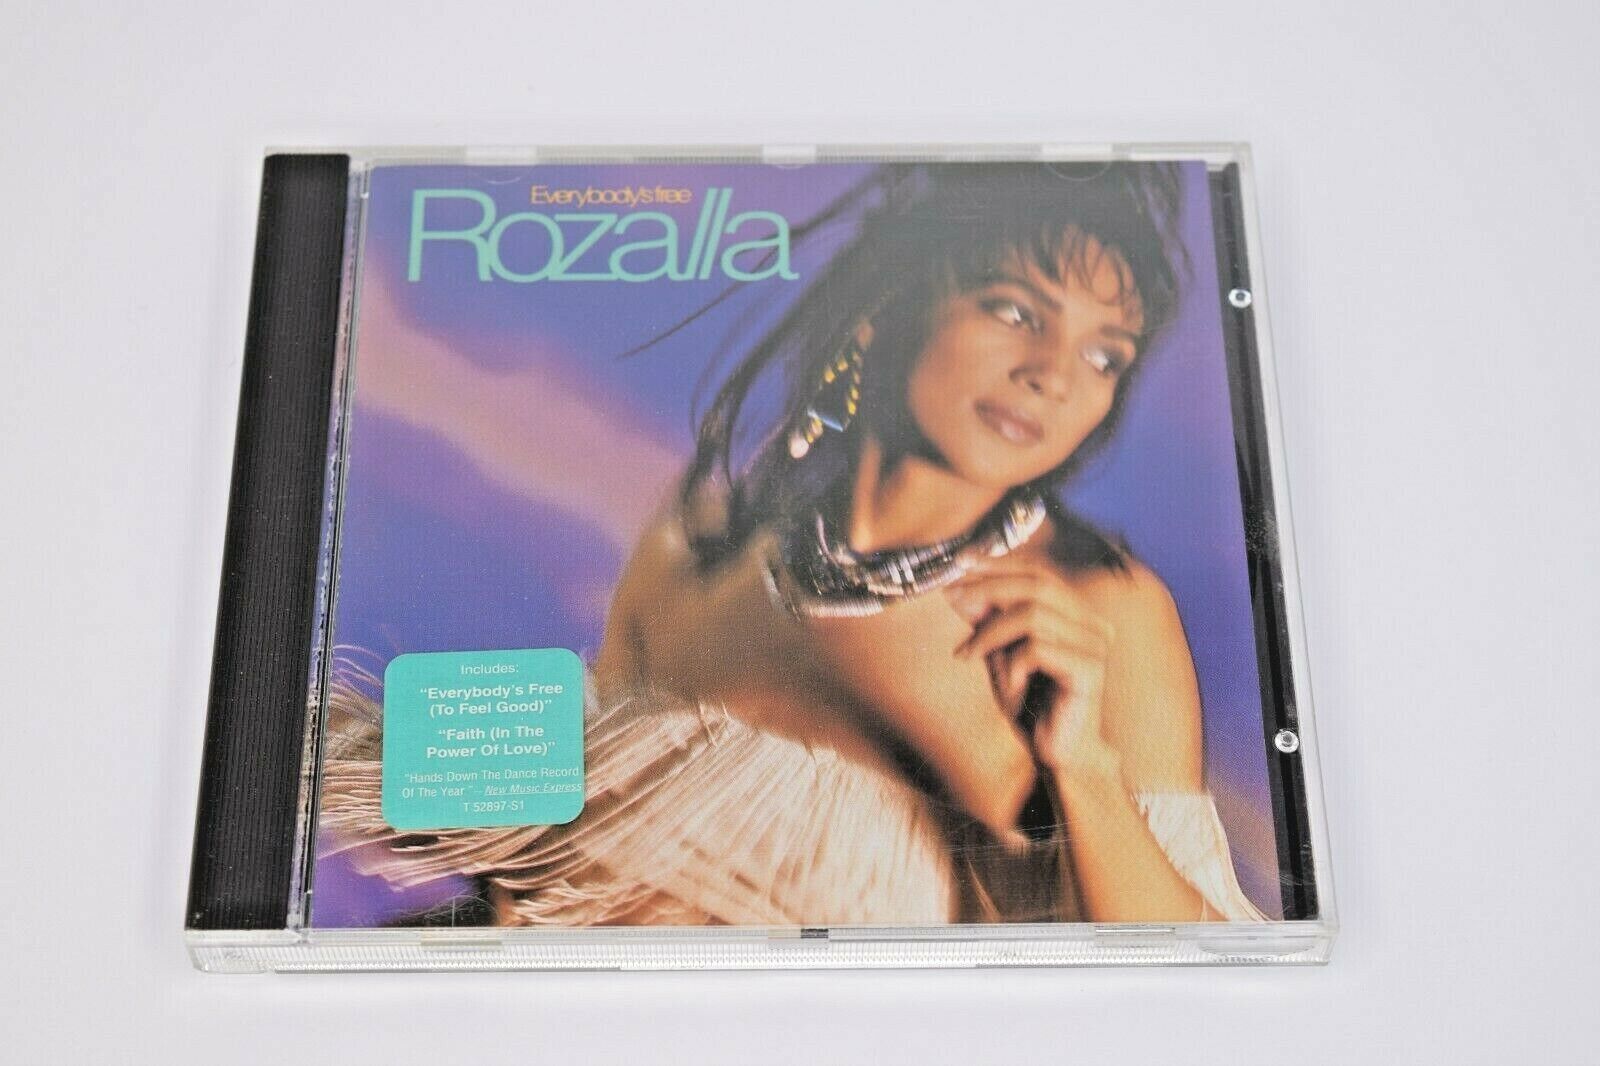 Everybody's free
Rozalla
Includes:
"Everybody's Free
(To Feel Good)"
"Faith (In The
Power Of Love)"
"Hands Down The Dance Record
Of The Year" – New Music Express
T 52897-S1